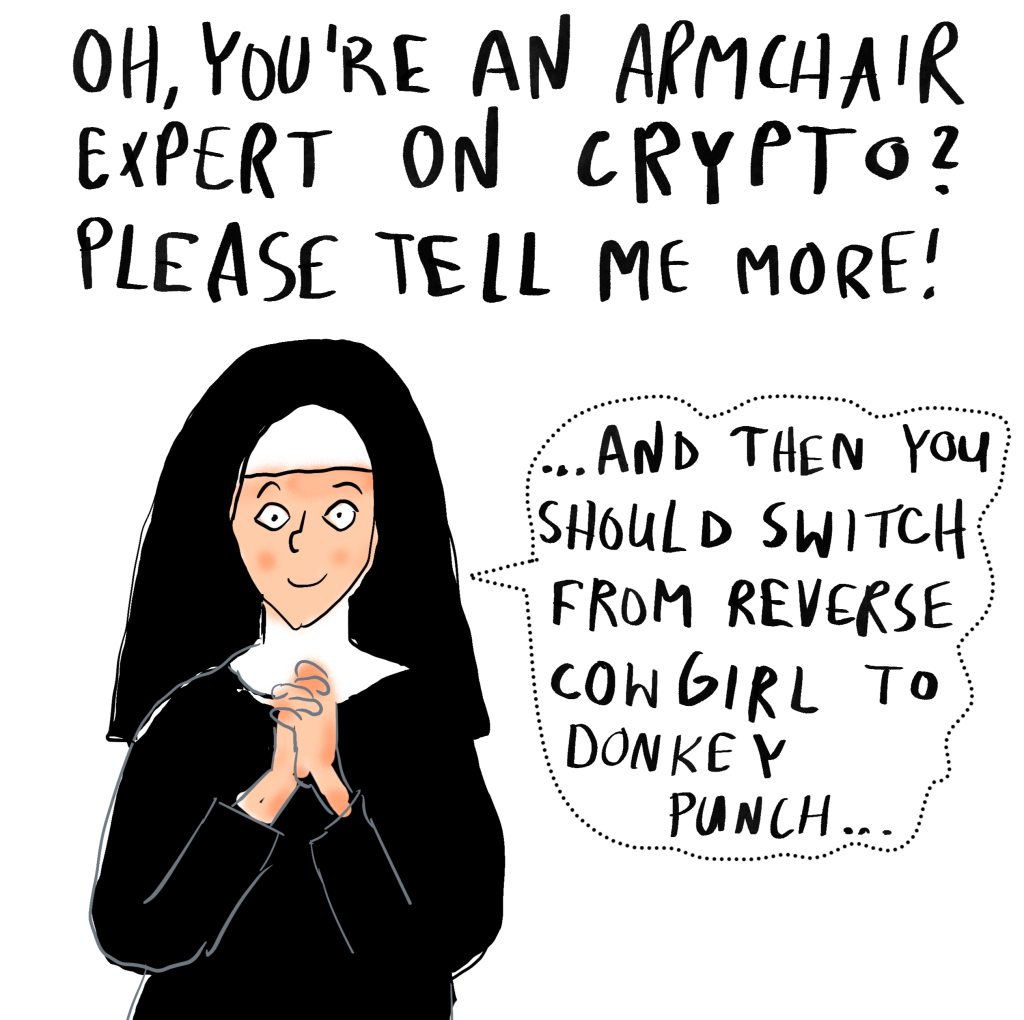 OH, YOU'RE AN ARMCHAIR
EXPERT ON CRYPTO?
PLEASE TELL ME MORE!
...AND THEN YOU
SHOULD SWITCH
FROM REVERSE
COWGIRL TO
DONKEY
PUNCH...